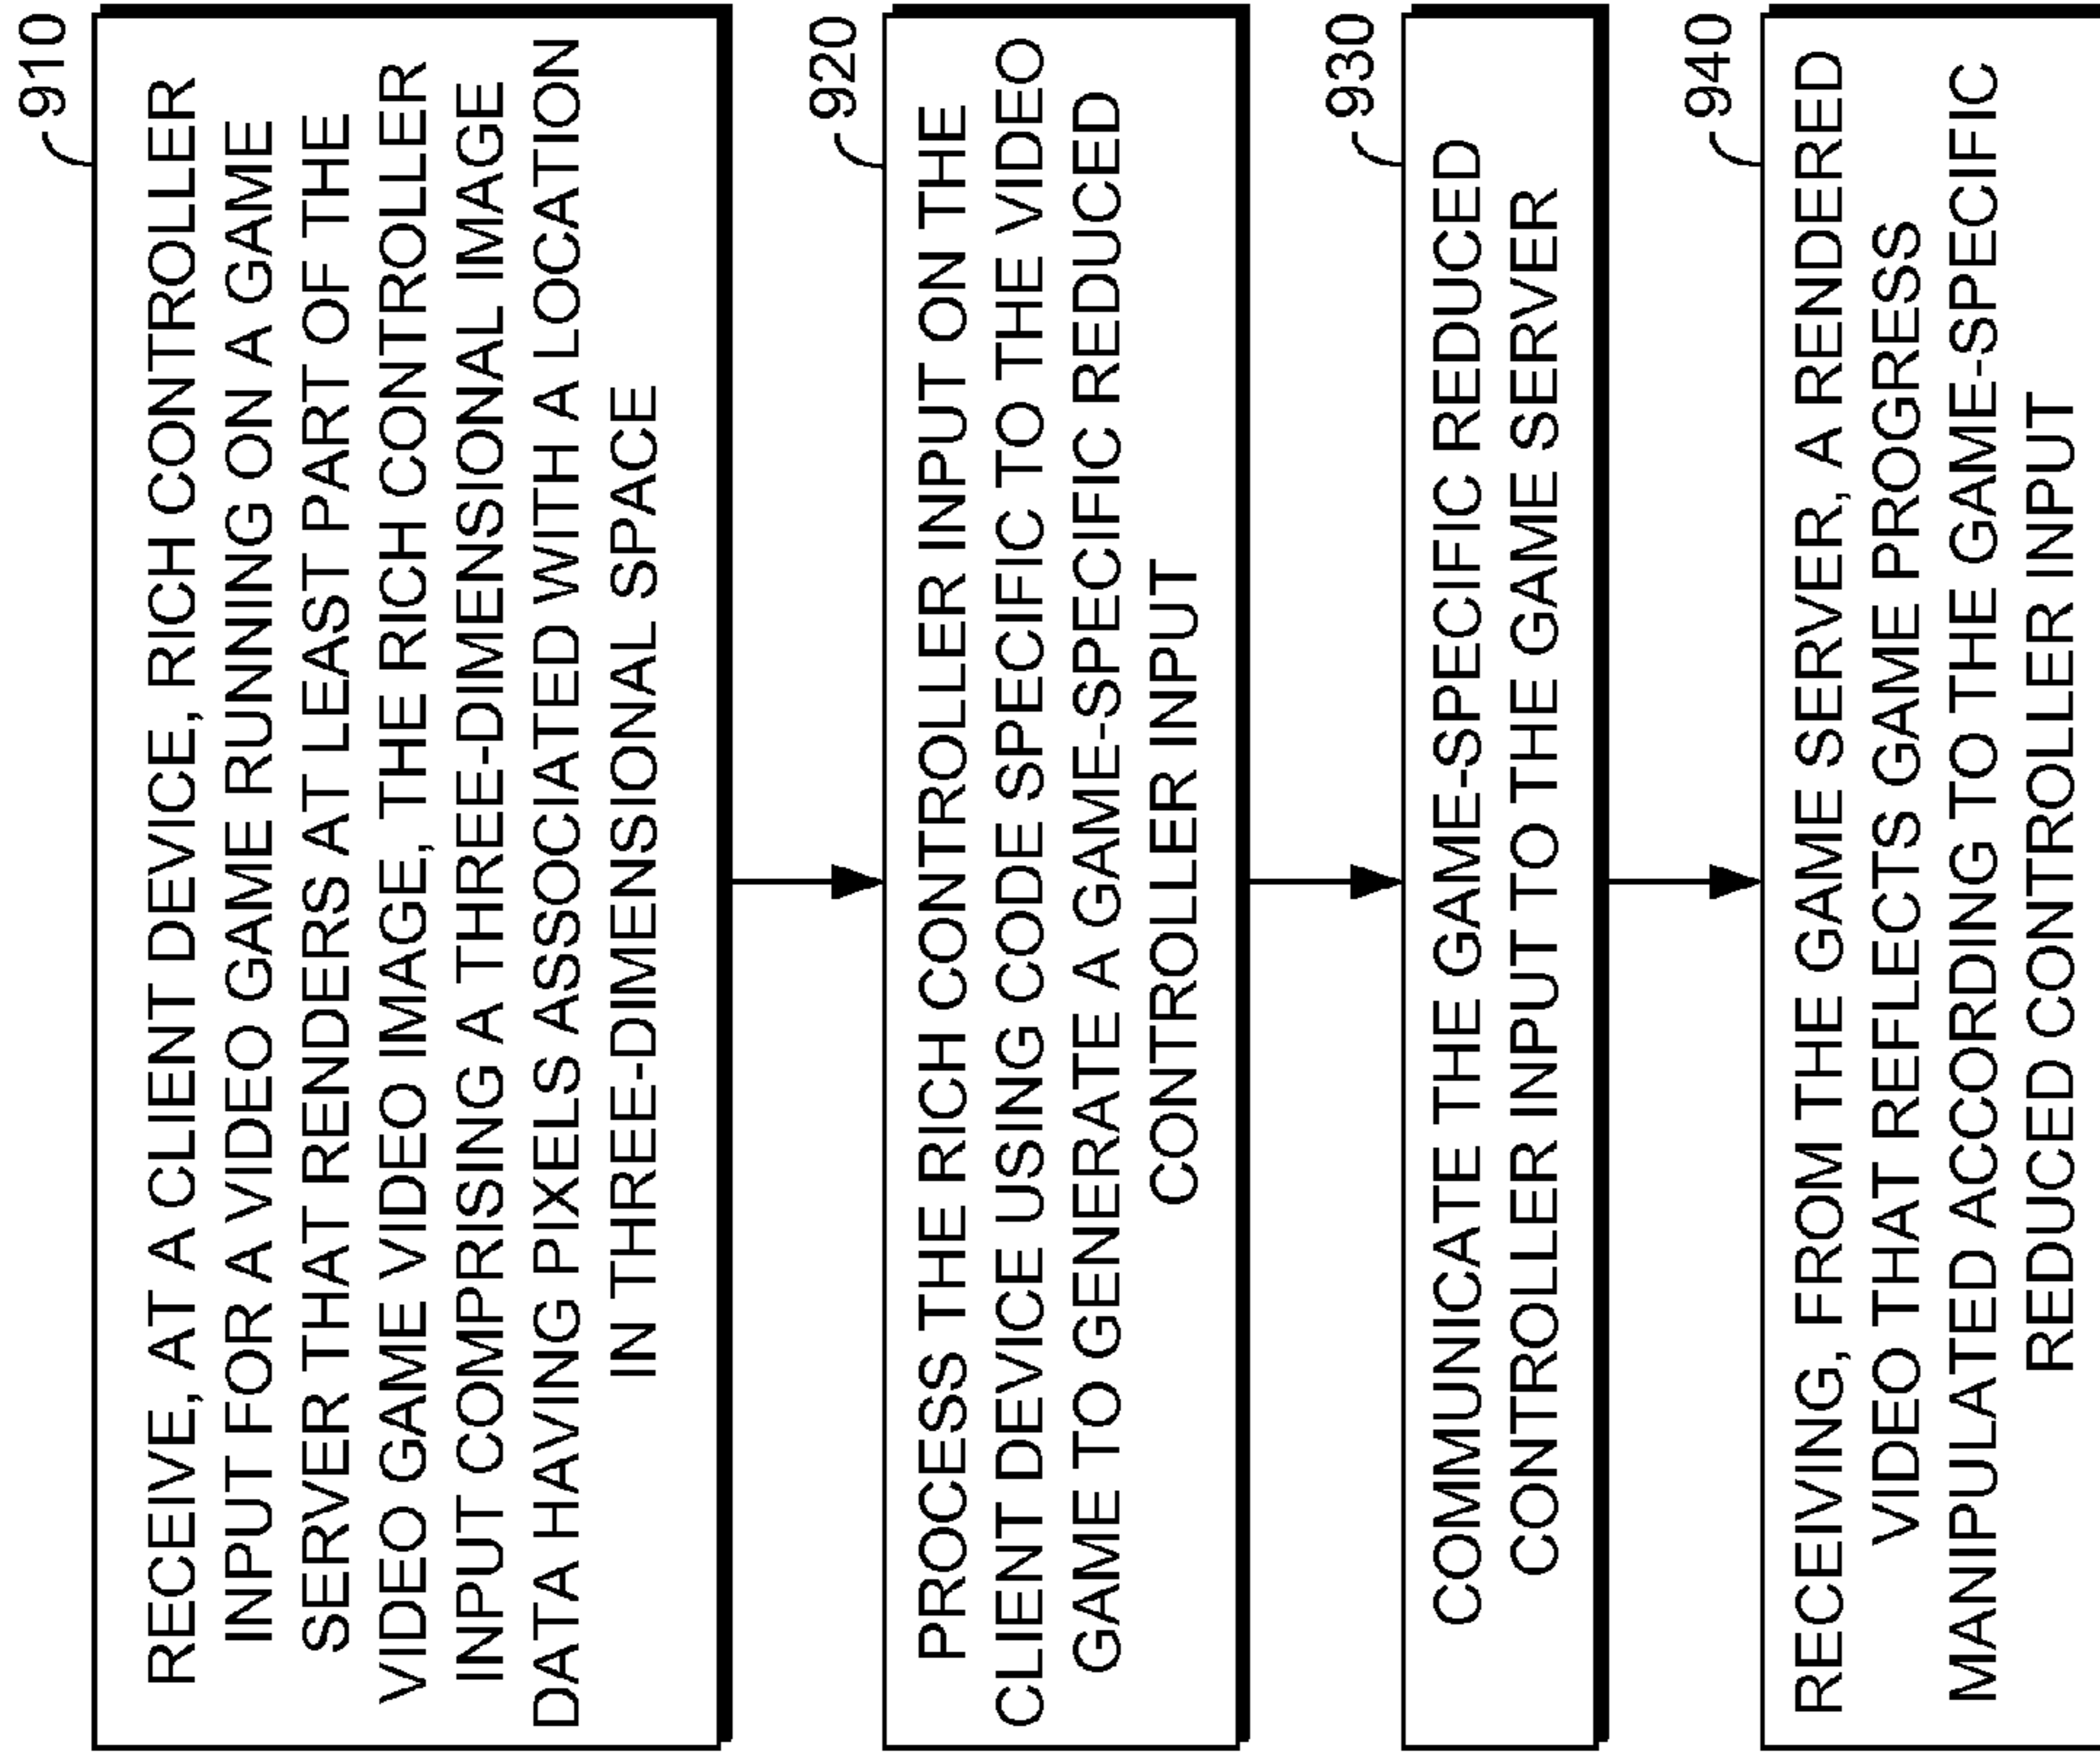 910
RECEIVE, AT A CLIENT DEVICE, RICH CONTROLLER
INPUT FOR A VIDEO GAME RUNNING ON A GAME
SERVER THAT RENDERS AT LEAST PART OF THE
VIDEO GAME VIDEO IMAGE, THE RICH CONTROLLER
INPUT COMPRISING A THREE-DIMENSIONAL IMAGE
DATA HAVING PIXELS ASSOCIATED WITH A LOCATION
IN THREE-DIMENSIONAL SPACE
920
PROCESS THE RICH CONTROLLER INPUT ON THE
CLIENT DEVICE USING CODE SPECIFIC TO THE VIDEO
GAME TO GENERATE A GAME-SPECIFIC REDUCED
CONTROLLER INPUT
930
COMMUNICATE THE GAME-SPECIFIC REDUCED
CONTROLLER INPUT TO THE GAME SERVER
940
RECEIVING, FROM THE GAME SERVER, A RENDERED
VIDEO THAT REFLECTS GAME PROGRESS
MANIPULATED ACCORDING TO THE GAME-SPECIFIC
REDUCED CONTROLLER INPUT